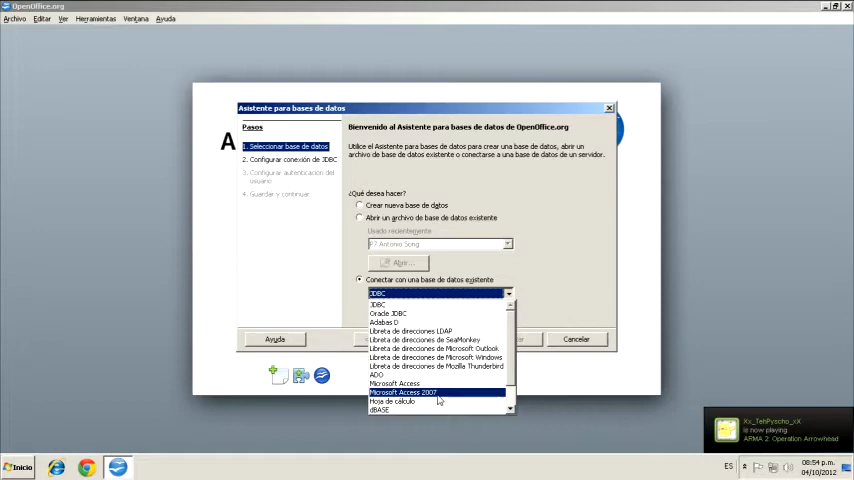 OpenOffice.org
Archivo Editar Ver Herramientas Ventana Ayuda
Asistente para bases de datos
A
Pasos
1. Seleccionar base de datos
2. Configurar conexión de JDBC
3. Configurar autenticación del
usuario
4. Guardar y continuar
Bienvenido al Asistente para bases de datos de OpenOffice.org
Utilice el Asistente para bases de datos para crear una base de datos, abrir un
archivo de base de datos existente o conectarse a una base de datos de un servidor.
¿Qué desea hacer?
Crear nueva base de datos
Abrir un archivo de base de datos existente
Usado recientemente
P7 Antonio Song
Abrir...
Conectar con una base de datos existente
JDBC
JDBC
Oracle JDBC
Adabas D
Libreta de direcciones LDAP
Libreta de direcciones de SeaMonkey
Libreta de direcciones de Microsoft Outlook
Libreta de direcciones de Microsoft Windows
Libreta de direcciones de Mozilla Thunderbird
ADO
Microsoft Access
Microsoft Access 2007
Hoja de cálculo
dBASE
Ayuda
Cancelar
Xx_TehPyscho_xX
is now playing
ARMA 2: Operation Arrowhead
Inicio
ES
08:54 p.m.
04/10/2012